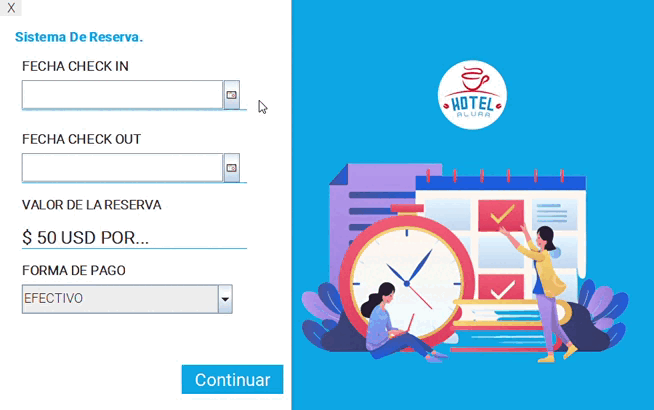 X
Sistema De Reserva.
FECHA CHECK IN
FECHA CHECK OUT
VALOR DE LA RESERVA
$ 50 USD POR...
FORMA DE PAGO
EFECTIVO
Continuar
HOTEL
ALURA